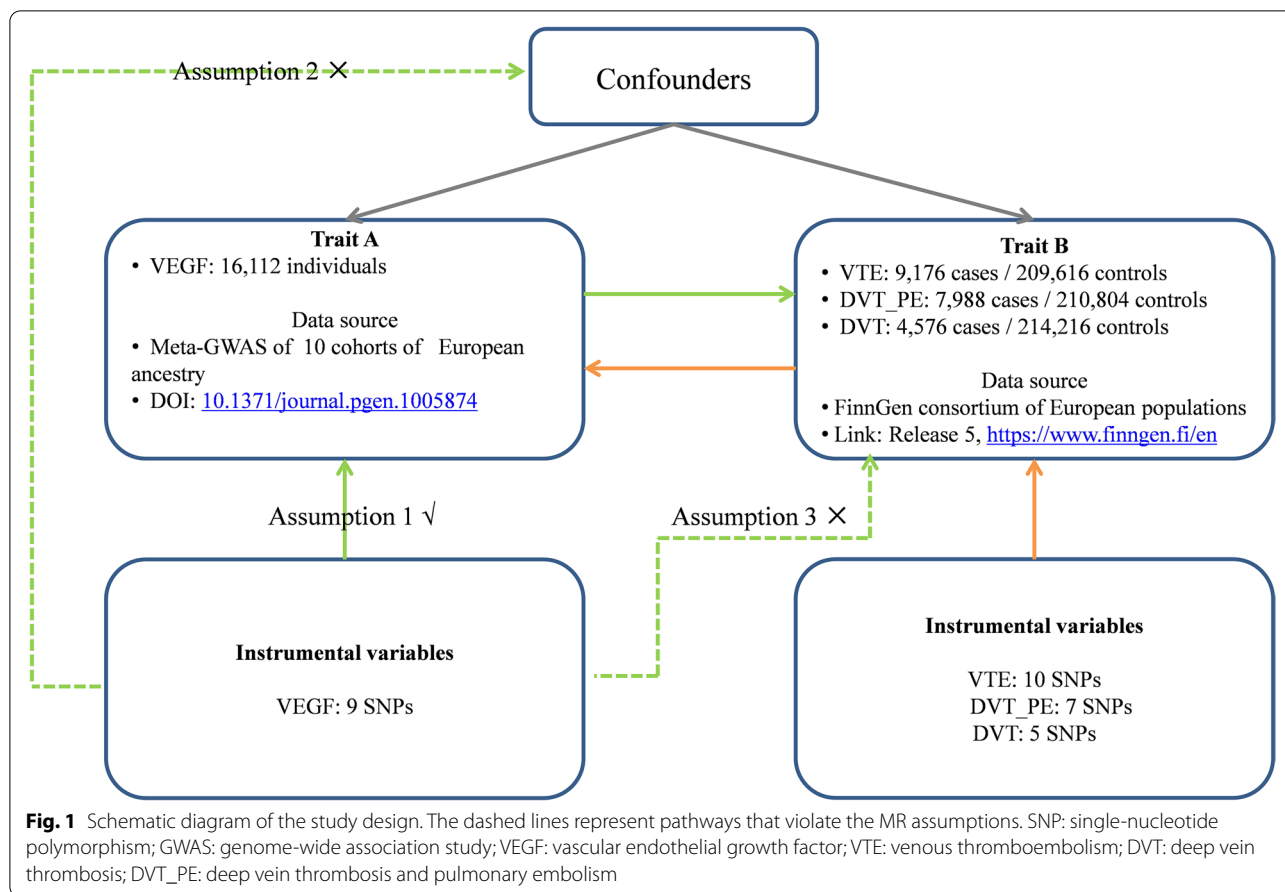 Assumption 2 ×
Confounders
Trait A
• VEGF: 16,112 individuals
Data source
• Meta-GWAS of 10 cohorts of European
ancestry
• DOI: 10.1371/journal.pgen.1005874
Trait B
• VTE: 9,176 cases / 209,616 controls
• DVT_PE: 7,988 cases / 210,804 controls
• DVT: 4,576 cases / 214,216 controls
Data source
• FinnGen consortium of European populations
• Link: Release 5, https://www.finngen.fi/en
Assumption 1 √
Assumption 3 ×
Instrumental variables
VEGF: 9 SNPs
Instrumental variables
VTE: 10 SNPs
DVT_PE: 7 SNPs
DVT: 5 SNPs
Fig. 1 Schematic diagram of the study design. The dashed lines represent pathways that violate the MR assumptions. SNP: single-nucleotide
polymorphism; GWAS: genome-wide association study; VEGF: vascular endothelial growth factor; VTE: venous thromboembolism; DVT: deep vein
thrombosis; DVT_PE: deep vein thrombosis and pulmonary embolism